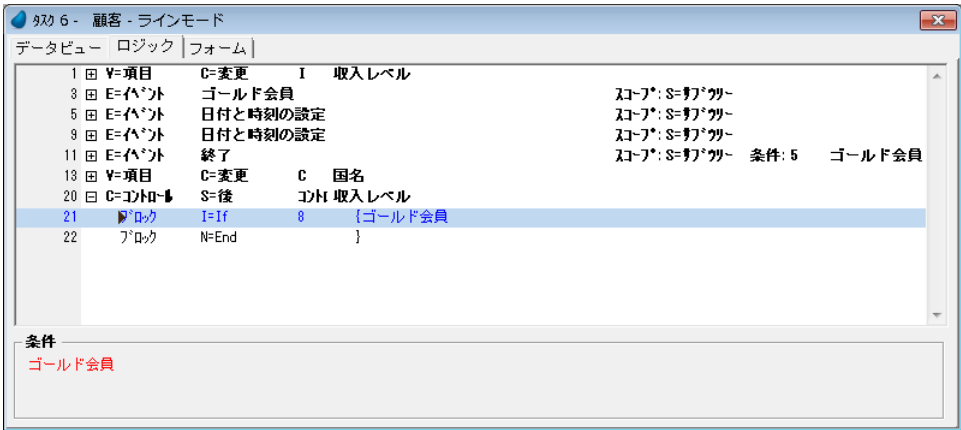 ﾀｽｸ 6 - 顧客 - ラインモード
データビュー ロジック フォーム
1 V=項目 C=変更 I 収入レベル
3 E=ｲﾍﾞﾝﾄ ゴールド会員 ｽｺｰﾌﾟ: S=ｻﾌﾞﾂﾘｰ
5 E=ｲﾍﾞﾝﾄ 日付と時刻の設定 ｽｺｰﾌﾟ: S=ｻﾌﾞﾂﾘｰ
9 E=ｲﾍﾞﾝﾄ 日付と時刻の設定 ｽｺｰﾌﾟ: S=ｻﾌﾞﾂﾘｰ
11 E=ｲﾍﾞﾝﾄ 終了 ｽｺｰﾌﾟ: S=ｻﾌﾞﾂﾘｰ 条件: 5 ゴールド会員
13 V=項目 C=変更 C 国名
20 C=ｺﾝﾄﾛｰﾙ S=後 ｺﾝﾄﾛ 収入レベル
21 ﾌﾞﾛｯｸ I=If 8 {ゴールド会員
22 ﾌﾞﾛｯｸ N=End }
条件
ゴールド会員